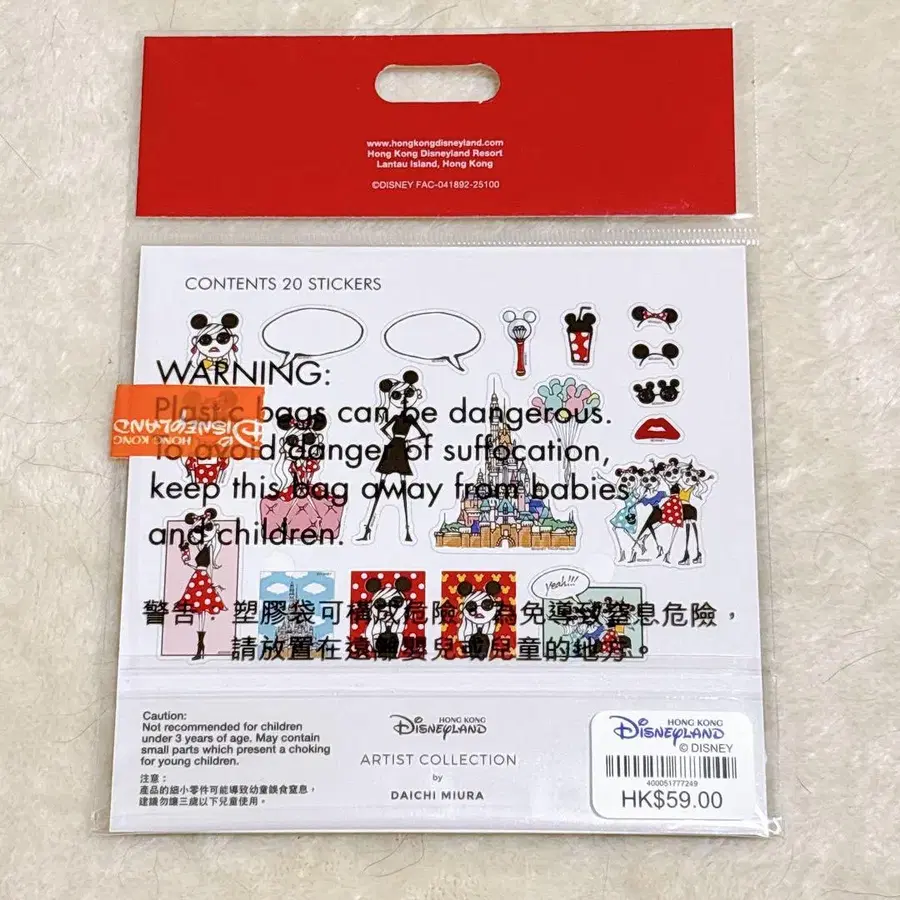 www.hongkongdisneyland.com
Hong Kong Disneyland Resort
Lantau Island, Hong Kong
©DISNEY FAC-041892-25100
CONTENTS 20 STICKERS
WARNING:
Plastic bags can be dangerous.
To avoid danger of suffocation,
keep this bag away from babies
and children.
HONG KONG
DISNEYLAND
yeah!!!
警告：塑膠袋可構成危險，為免導致窒息危險，
請放置在遠離嬰兒或兒童的地方。
Caution:
Not recommended for children
under 3 years of age. May contain
small parts which present a choking
for young children.
注意：
產品的細小零件可能導致幼童誤食窒息，
建議勿讓三歲以下兒童使用。
HONG KONG
DISNEYLAND
ARTIST COLLECTION
by
DAICHI MIURA
HONG KONG
DISNEYLAND
© DISNEY
400051777249
HK$59.00